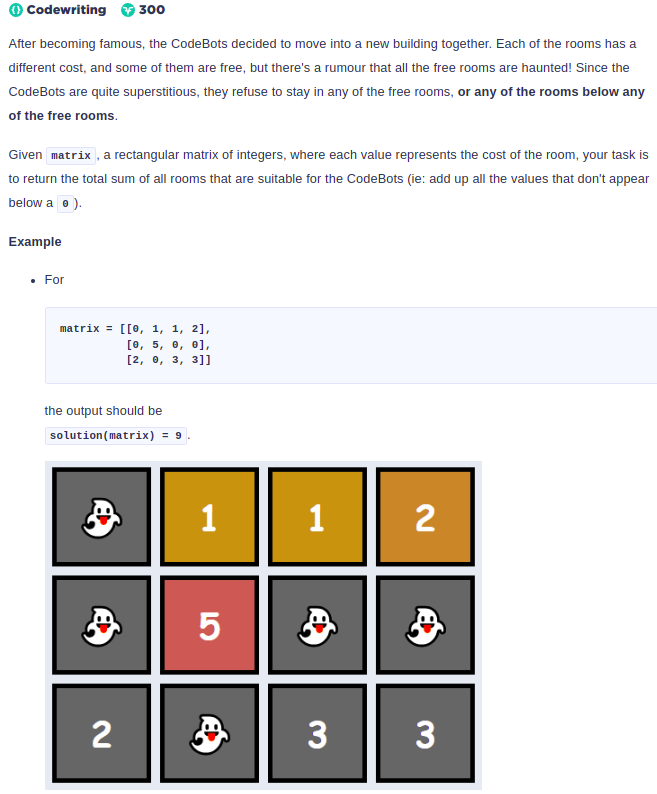 Codewriting 300
After becoming famous, the CodeBots decided to move into a new building together. Each of the rooms has a
different cost, and some of them are free, but there's a rumour that all the free rooms are haunted! Since the
CodeBots are quite superstitious, they refuse to stay in any of the free rooms, or any of the rooms below any
of the free rooms.
Given matrix, a rectangular matrix of integers, where each value represents the cost of the room, your task is
to return the total sum of all rooms that are suitable for the CodeBots (ie: add up all the values that don't appear
below a 0).
Example
• For
matrix = [[0, 1, 1, 2],
[0, 5, 0, 0],
[2, 0, 3, 3]]
the output should be
solution(matrix) = 9.
1 1 2
5
2 3 3